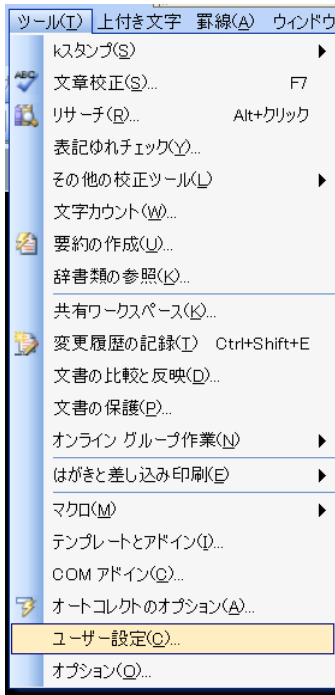 ツール(T) 上付き文字 罫線(A) ウィンドウ
kスタンプ(S)
文章校正(S)... F7
リサーチ(R)... Alt+クリック
表記ゆれチェック(Y)...
その他の校正ツール(L)
文字カウント(W)...
要約の作成(U)...
辞書類の参照(K)...
共有ワークスペース(K)...
変更履歴の記録(T) Ctrl+Shift+E
文書の比較と反映(D)...
文書の保護(P)...
オンライン グループ作業(N)
はがきと差し込み印刷(E)
マクロ(M)
テンプレートとアドイン(I)...
COM アドイン(C)...
オートコレクトのオプション(A)...
ユーザー設定(C)...
オプション(O)...